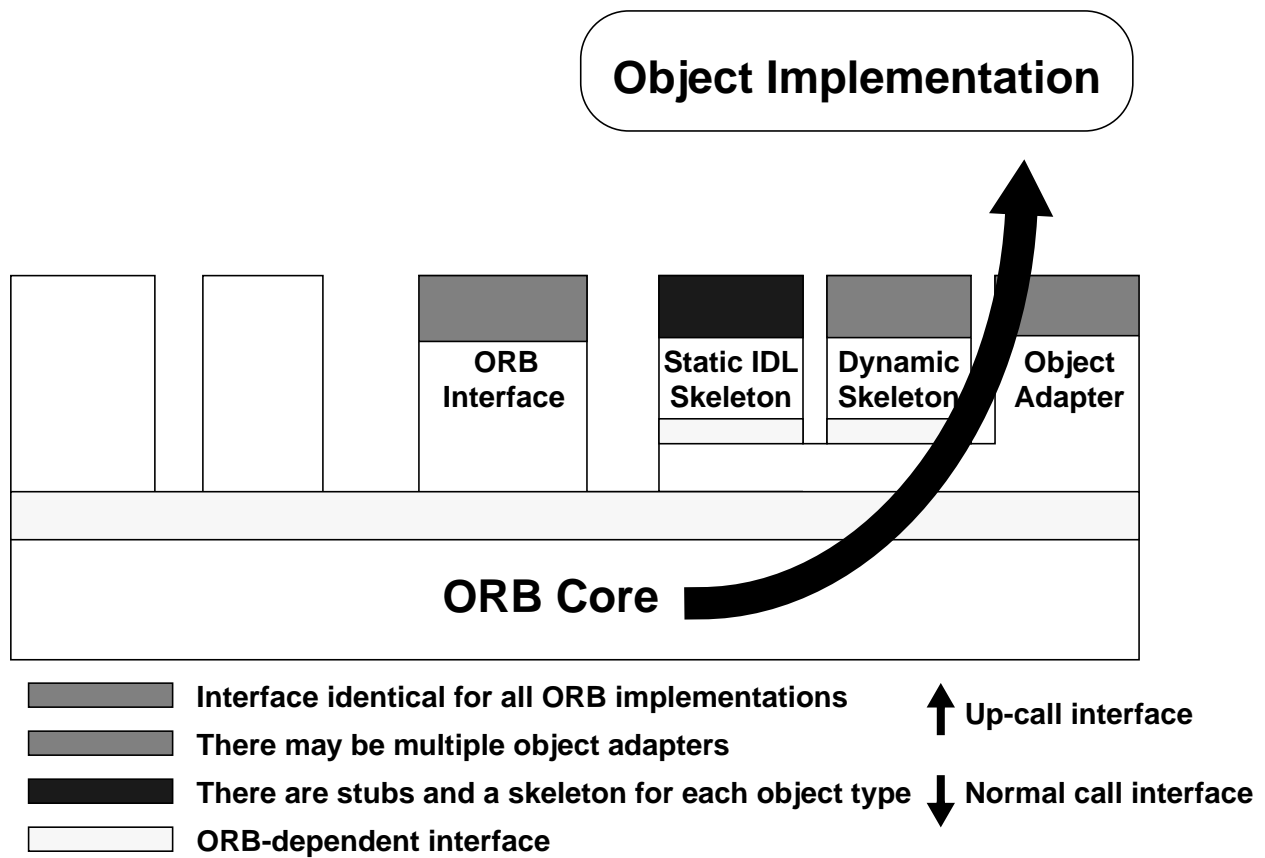 Object Implementation
ORB
Interface
Static IDL
Skeleton
Dynamic
Skeleton
Object
Adapter
ORB Core
Interface identical for all ORB implementations
There may be multiple object adapters
There are stubs and a skeleton for each object type
ORB-dependent interface
Up-call interface
Normal call interface